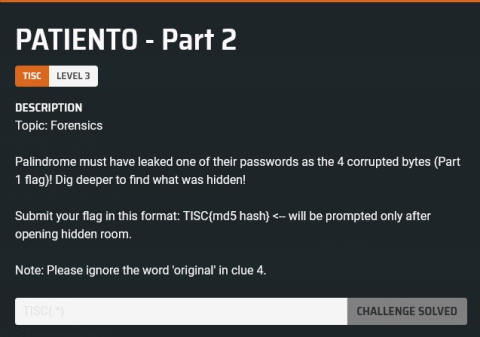 PATIENTO - Part 2
TISC LEVEL 3
DESCRIPTION
Topic: Forensics
Palindrome must have leaked one of their passwords as the 4 corrupted bytes (Part
1 flag)! Dig deeper to find what was hidden!
Submit your flag in this format: TISC{md5 hash} <-- will be prompted only after
opening hidden room.
Note: Please ignore the word 'original' in clue 4.
TISC{.*} CHALLENGE SOLVED